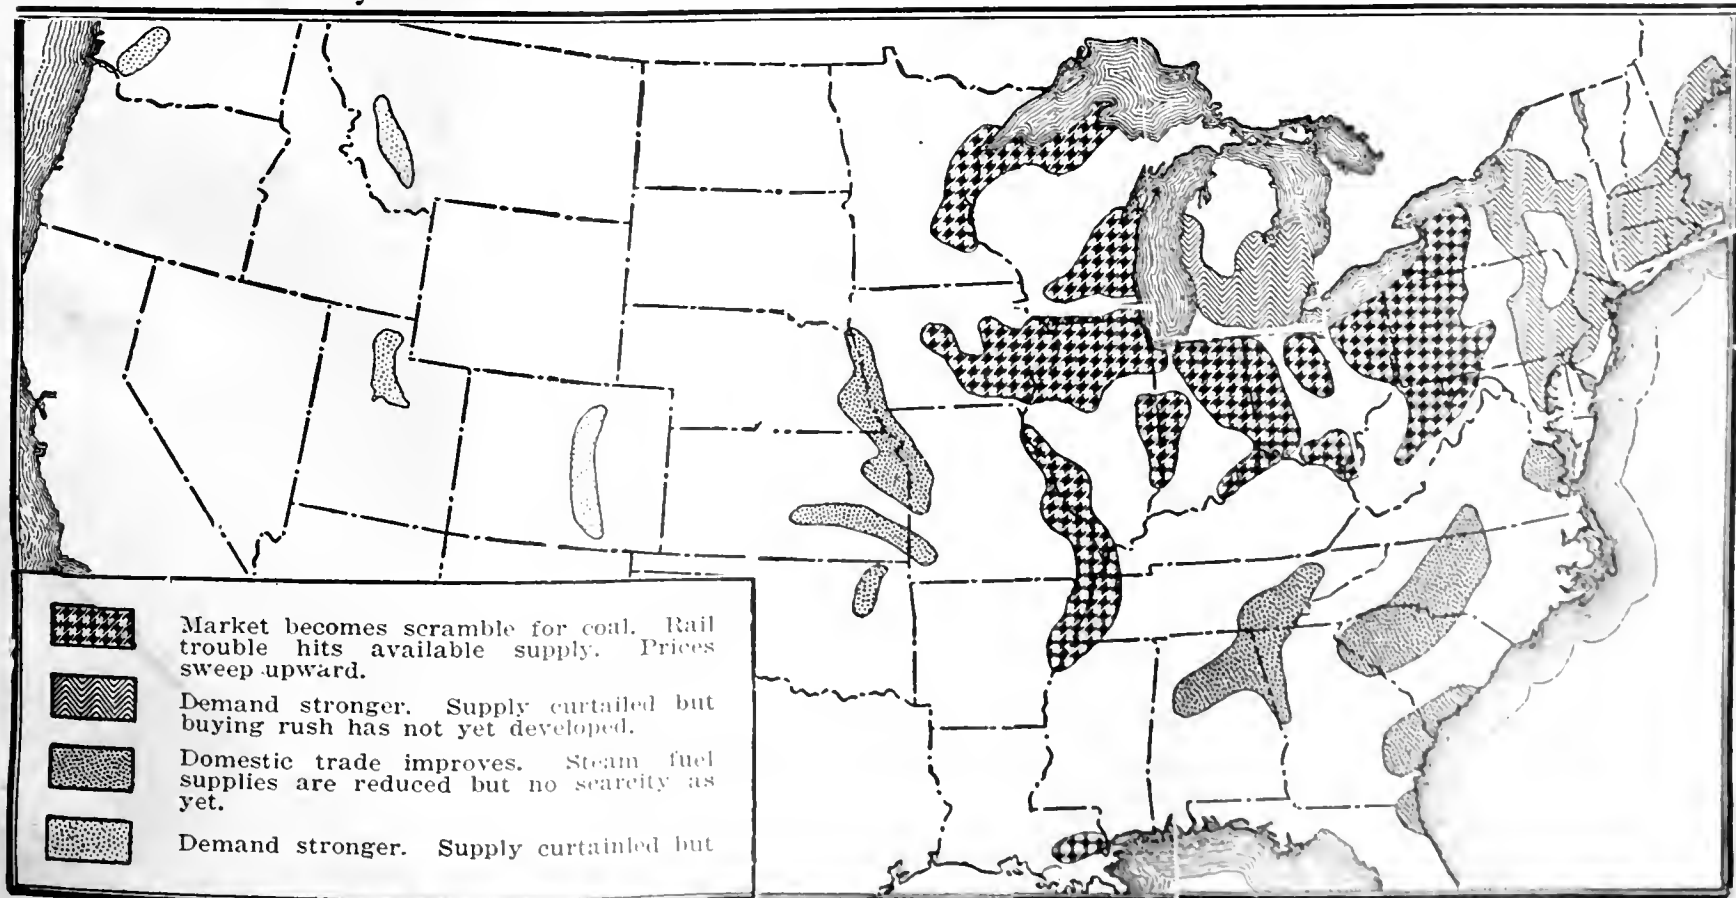 Market becomes scramble for coal. Rail
trouble hits available supply. Prices
sweep upward.
Demand stronger. Supply curtailed but
buying rush has not yet developed.
Domestic trade improves. Steam fuel
supplies are reduced but no scarcity as
yet.
Demand stronger. Supply curtainled but